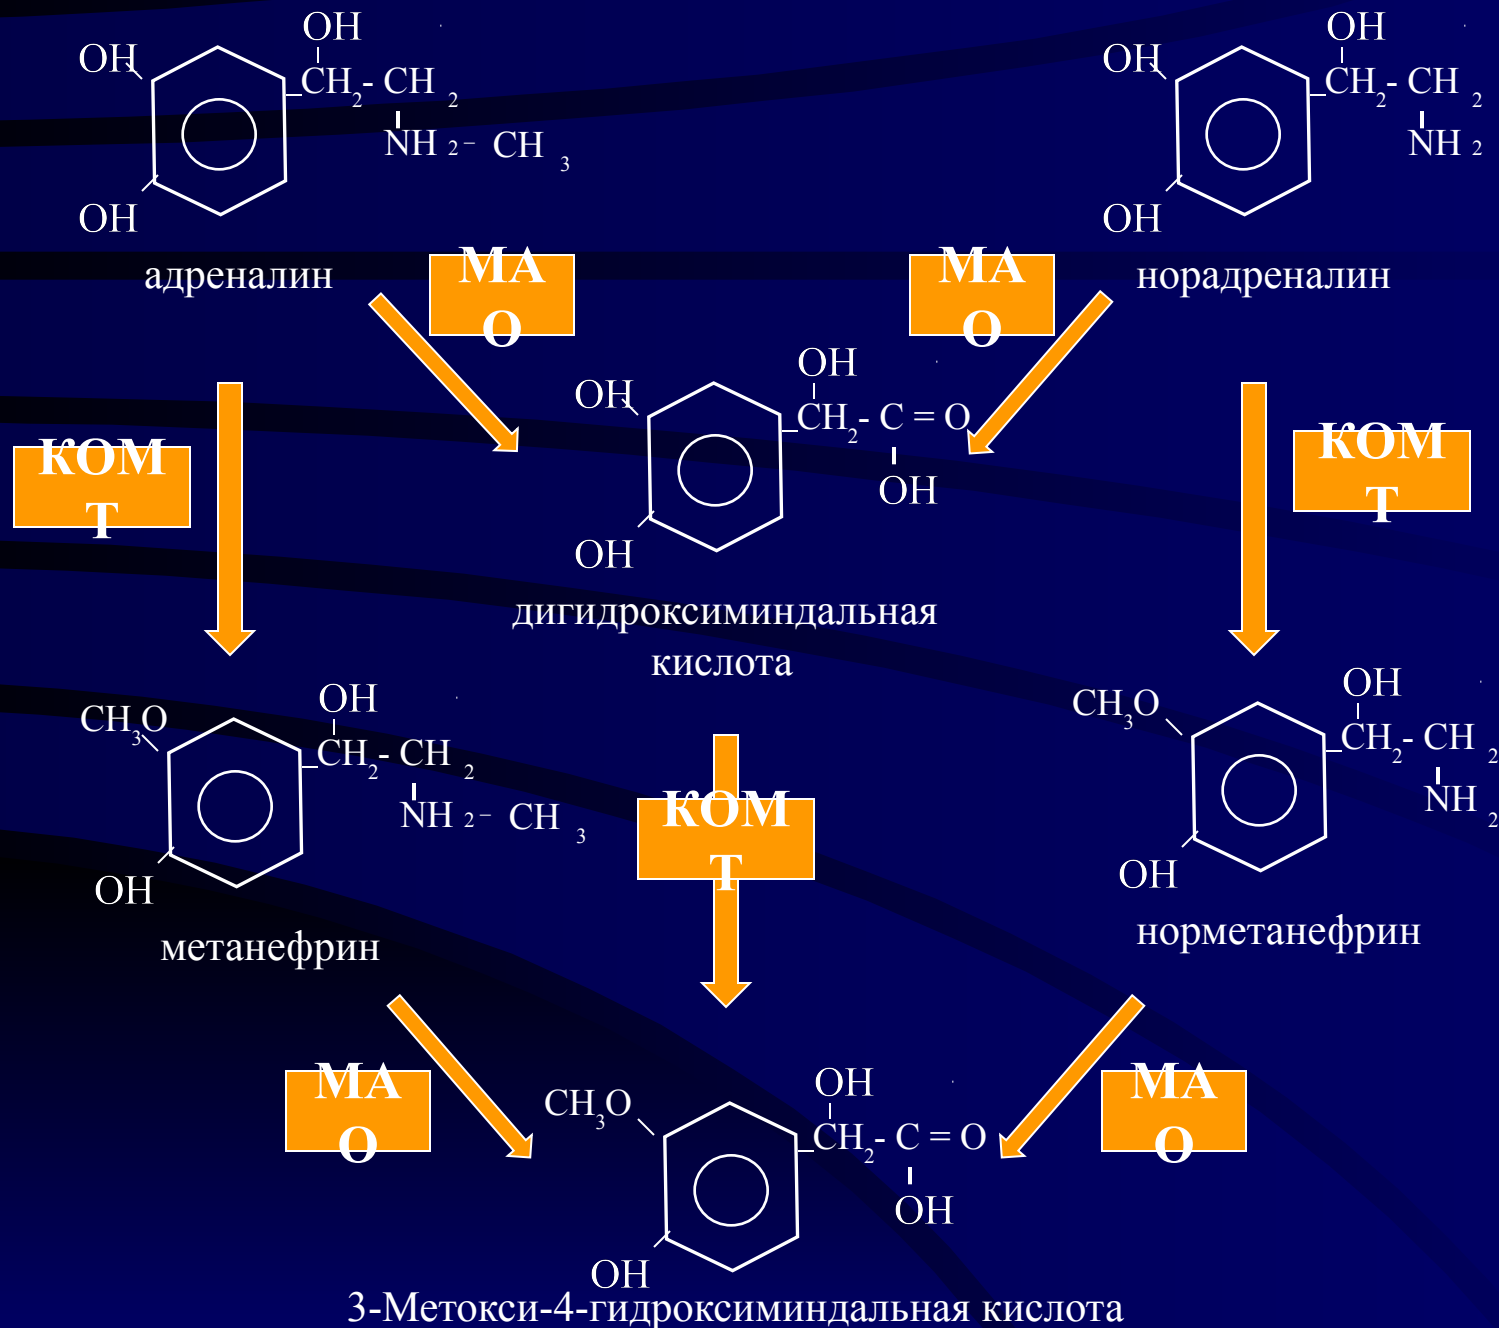 OH
OH
CH2- CH 2
NH 2- CH 3
OH
адреналин
OH
OH
CH2- CH 2
NH 2
OH
норадреналин
МА
О
МА
О
OH
OH
CH2- C = O
OH
OH
дигидроксиминдальная
кислота
КОМ
Т
КОМ
Т
OH
CH3O
CH2- CH 2
NH 2- CH 3
OH
метанефрин
КОМ
Т
OH
CH3O
CH2- CH 2
NH 2
OH
норметанефрин
МА
О
МА
О
OH
CH3O
CH2- C = O
OH
OH
3-Метокси-4-гидроксиминдальная кислота